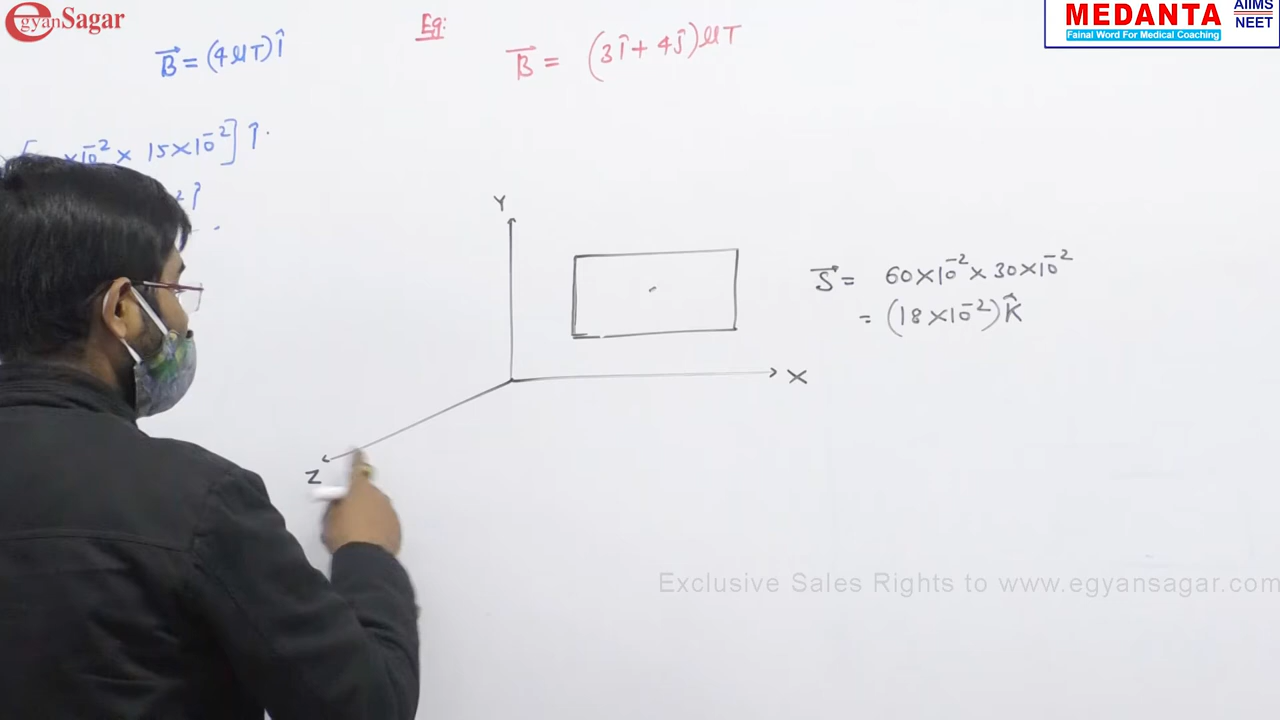 egyanSagar
MEDANTA
AIIMS
NEET
Fainal Word For Medical Coaching
B⃗ = (4μT) î
×10⁻² × 15×10⁻²] î.
² î
Eg:
B⃗ = (3î + 4ĵ) μT
Y
X
Z
S⃗ = 60×10⁻² × 30×10⁻²
= (18×10⁻²) K̂
Exclusive Sales Rights to www.egyansagar.com